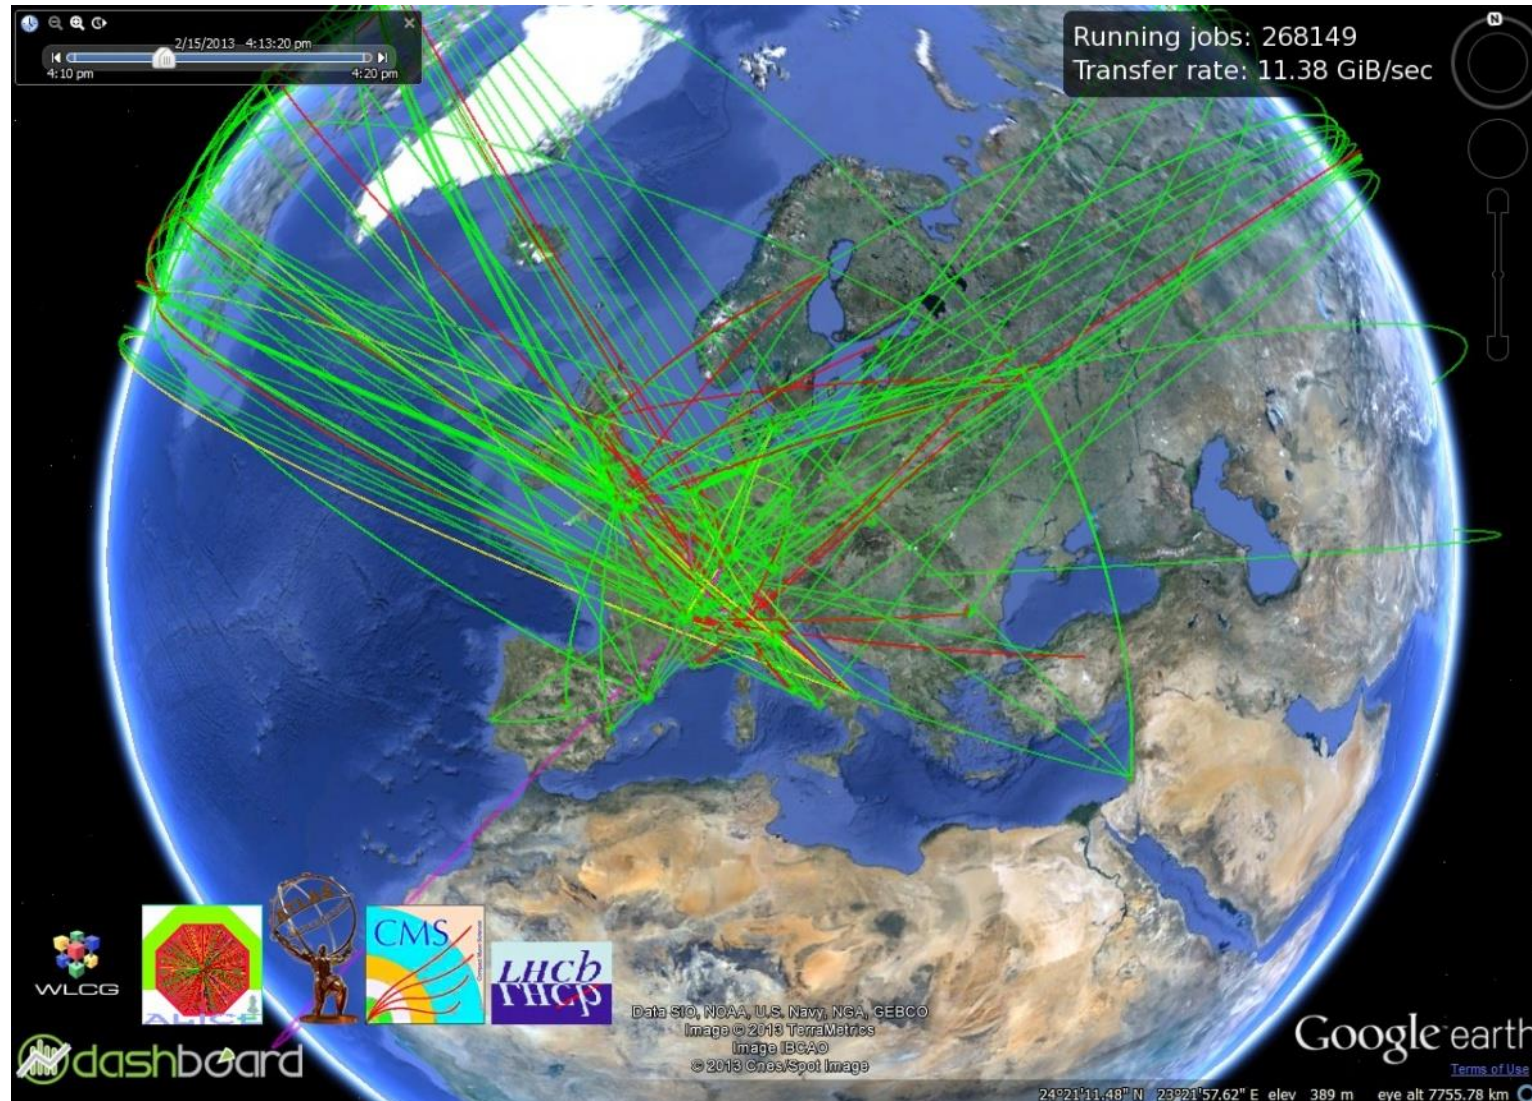 2/15/2013 4:13:20 pm
4:10 pm
4:20 pm
Running jobs: 268149
Transfer rate: 11.38 GiB/sec
N
WLCG
ALICE
ATLAS
CMS
LHCb
LHCb
dashboard
Data SIO, NOAA, U.S. Navy, NGA, GEBCO
Image © 2013 TerraMetrics
Image IBCAO
© 2013 Cnes/Spot Image
Google earth
Terms of Use
24°21'11.48" N 23°21'57.62" E elev 389 m eye alt 7755.78 km